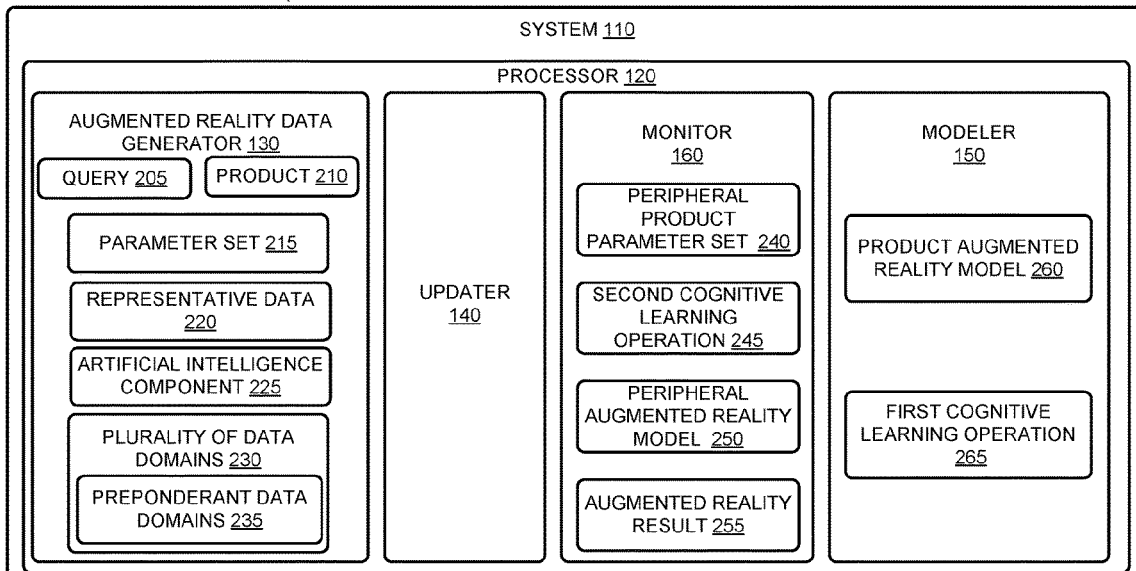 SYSTEM 110
PROCESSOR 120
AUGMENTED REALITY DATA
GENERATOR 130
QUERY 205
PRODUCT 210
PARAMETER SET 215
REPRESENTATIVE DATA
220
ARTIFICIAL INTELLIGENCE
COMPONENT 225
PLURALITY OF DATA
DOMAINS 230
PREPONDERANT DATA
DOMAINS 235
UPDATER
140
MONITOR
160
PERIPHERAL
PRODUCT
PARAMETER SET 240
SECOND COGNITIVE
LEARNING
OPERATION 245
PERIPHERAL
AUGMENTED REALITY
MODEL 250
AUGMENTED REALITY
RESULT 255
MODELER
150
PRODUCT AUGMENTED
REALITY MODEL 260
FIRST COGNITIVE
LEARNING OPERATION
265